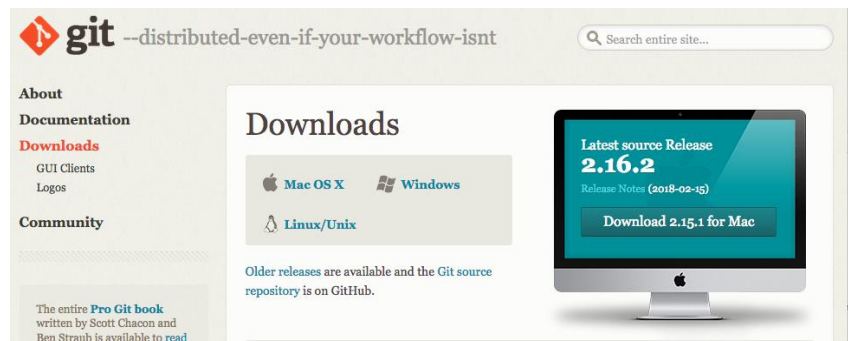 git --distributed-even-if-your-workflow-isnt
Search entire site...
About
Documentation
Downloads
GUI Clients
Logos
Community
The entire Pro Git book
written by Scott Chacon and
Ben Straub is available to read
Downloads
Mac OS X
Windows
Linux/Unix
Older releases are available and the Git source
repository is on GitHub.
Latest source Release
2.16.2
Release Notes (2018-02-15)
Download 2.15.1 for Mac